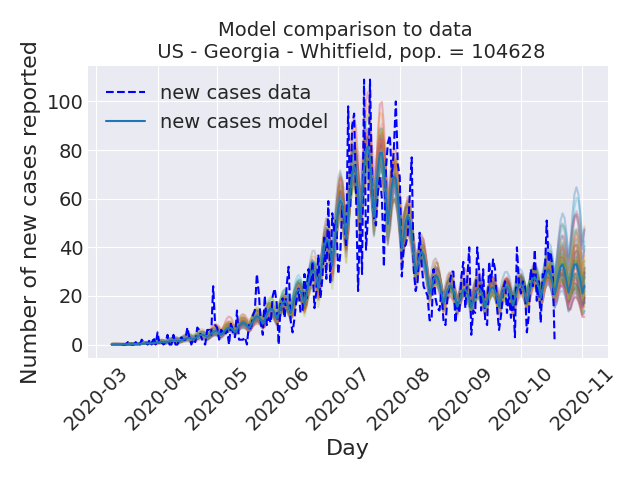 Model comparison to data
US - Georgia - Whitfield, pop. = 104628
Number of new cases reported
100
80
60
40
20
0
new cases data
new cases model
2020-03
2020-04
2020-05
2020-06
2020-07
2020-08
2020-09
2020-10
2020-11
Day